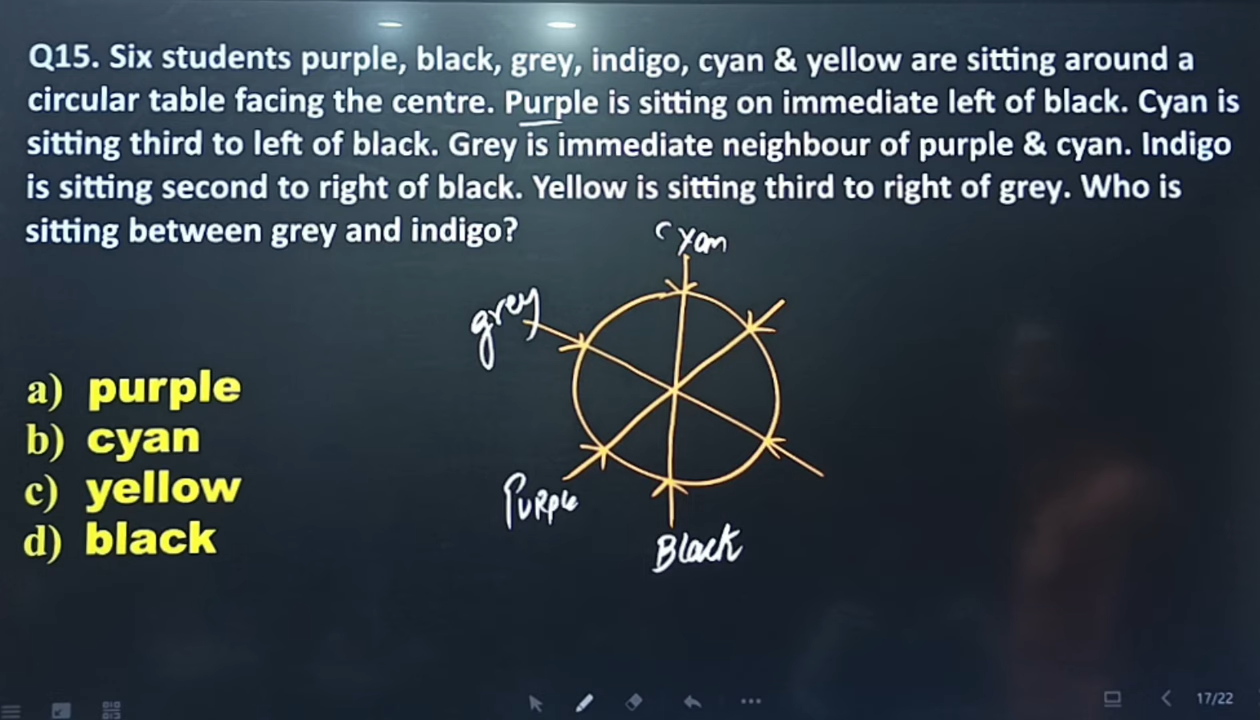 Q15. Six students purple, black, grey, indigo, cyan & yellow are sitting around a
circular table facing the centre. Purple is sitting on immediate left of black. Cyan is
sitting third to left of black. Grey is immediate neighbour of purple & cyan. Indigo
is sitting second to right of black. Yellow is sitting third to right of grey. Who is
sitting between grey and indigo?
Cyan
grey
a) purple
b) cyan
c) yellow
Purple
d) black
Black
17/22